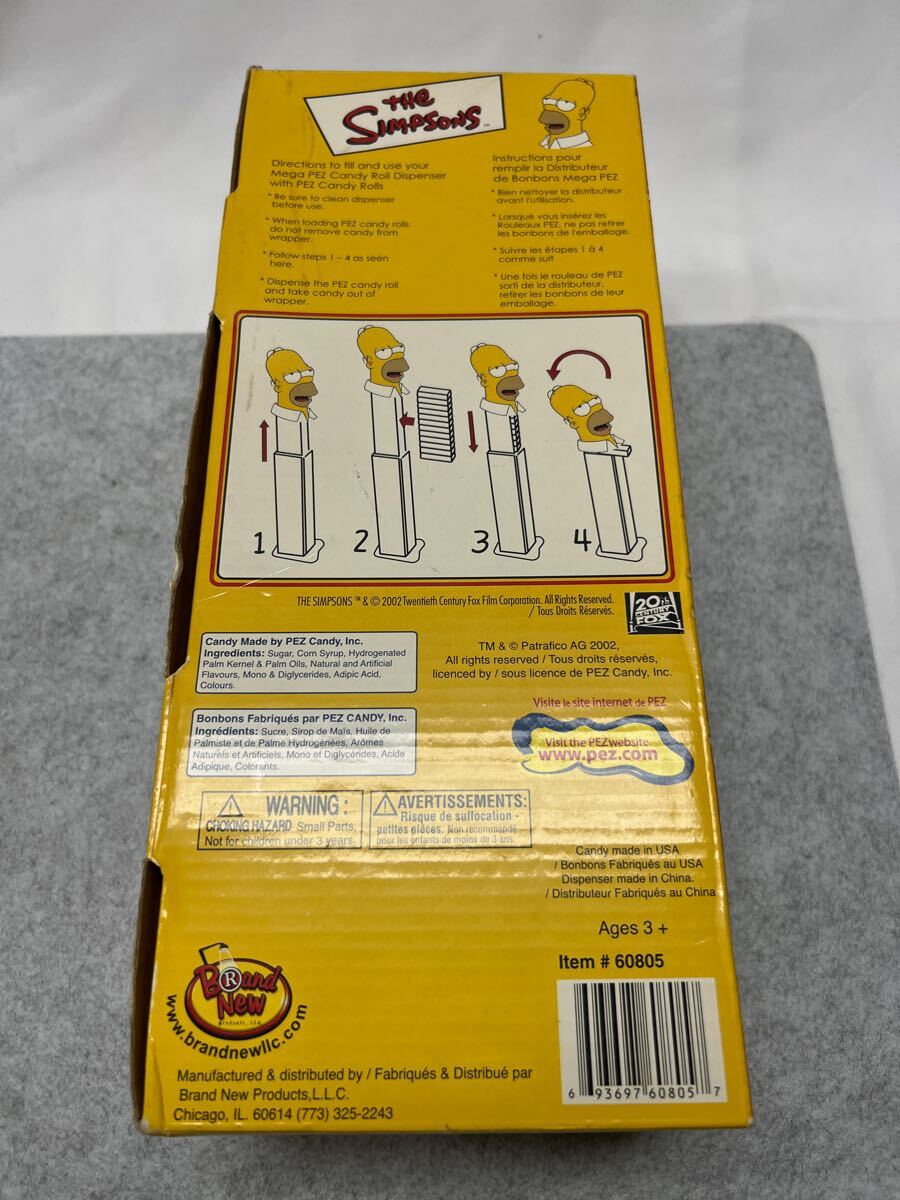 THE
SIMPSONS ™
Directions to fill and use your
Mega PEZ Candy Roll Dispenser
with PEZ Candy Rolls
* Be sure to clean dispenser
before use.
* When loading PEZ candy rolls
do not remove candy from
wrapper.
* Follow steps 1 – 4 as seen
here.
* Dispense the PEZ candy roll
and take candy out of
wrapper.
Instructions pour
remplir la Distributeur
de Bonbons Mega PEZ
* Bien nettoyer la distributeur
avant l'utilisation.
* Lorsque vous insérez les
Rouleaux PEZ, ne pas retirer
les bonbons de l'emballage.
* Suivre les étapes 1 à 4
comme suit
* Une fois le rouleau de PEZ
sorti de la distributeur,
retirer les bonbons de leur
emballage.
1
2
3
4
THE SIMPSONS ™ & © 2002 Twentieth Century Fox Film Corporation. All Rights Reserved.
/ Tous Droits Réservés.
20th
CENTURY
FOX
Candy Made by PEZ Candy, Inc.
Ingredients: Sugar, Corn Syrup, Hydrogenated
Palm Kernel & Palm Oils, Natural and Artificial
Flavours, Mono & Diglycerides, Adipic Acid,
Colours.
TM & © Patrafico AG 2002,
All rights reserved / Tous droits réservés,
licenced by / sous licence de PEZ Candy, Inc.
Bonbons Fabriqués par PEZ CANDY, Inc.
Ingrédients: Sucre, Sirop de Maïs, Huile de
Palmiste et de Palme Hydrogénées, Arômes
Naturels et Artificiels, Mono et Diglycérides, Acide
Adipique, Colorants.
Visite le site internet de PEZ
Visit the PEZ website
www.pez.com
WARNING :
CHOKING HAZARD Small Parts,
Not for children under 3 years.
AVERTISSEMENTS:
Risque de suffocation -
petites pièces. Non recommandé
pour les enfants de moins de 3 ans.
Candy made in USA
/ Bonbons Fabriqués au USA
Dispenser made in China.
/ Distributeur Fabriqués au China
Ages 3 +
Item # 60805
6 93697 60805 7
Brand
New
Products, LLC
www.brandnewllc.com
Manufactured & distributed by / Fabriqués & Distribué par
Brand New Products,L.L.C.
Chicago, IL. 60614 (773) 325-2243